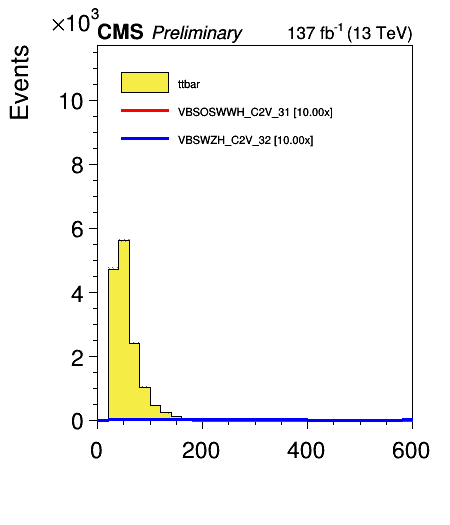 ×10³ CMS Preliminary 137 fb⁻¹ (13 TeV)
Events
ttbar
VBSOSWWH_C2V_31 [10.00x]
VBSWZH_C2V_32 [10.00x]
10
8
6
4
2
0
0 200 400 600